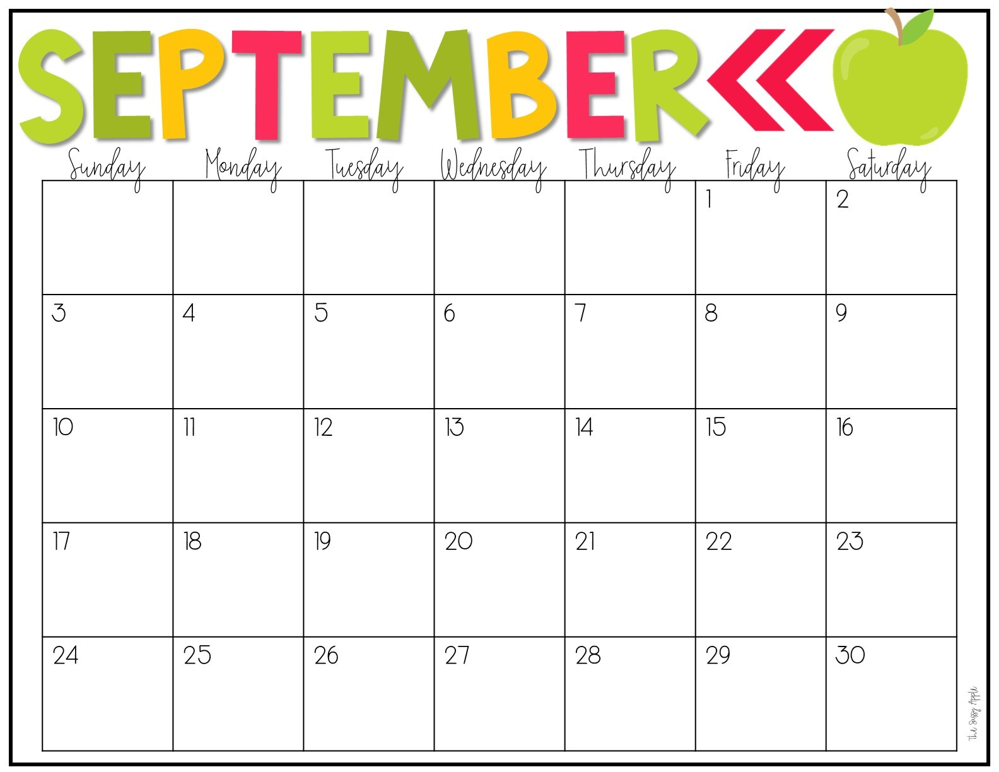 SEPTEMBER
Sunday Monday Tuesday Wednesday Thursday Friday Saturday
1 2
3 4 5 6 7 8 9
10 11 12 13 14 15 16
17 18 19 20 21 22 23
24 25 26 27 28 29 30
The Sassy Apple